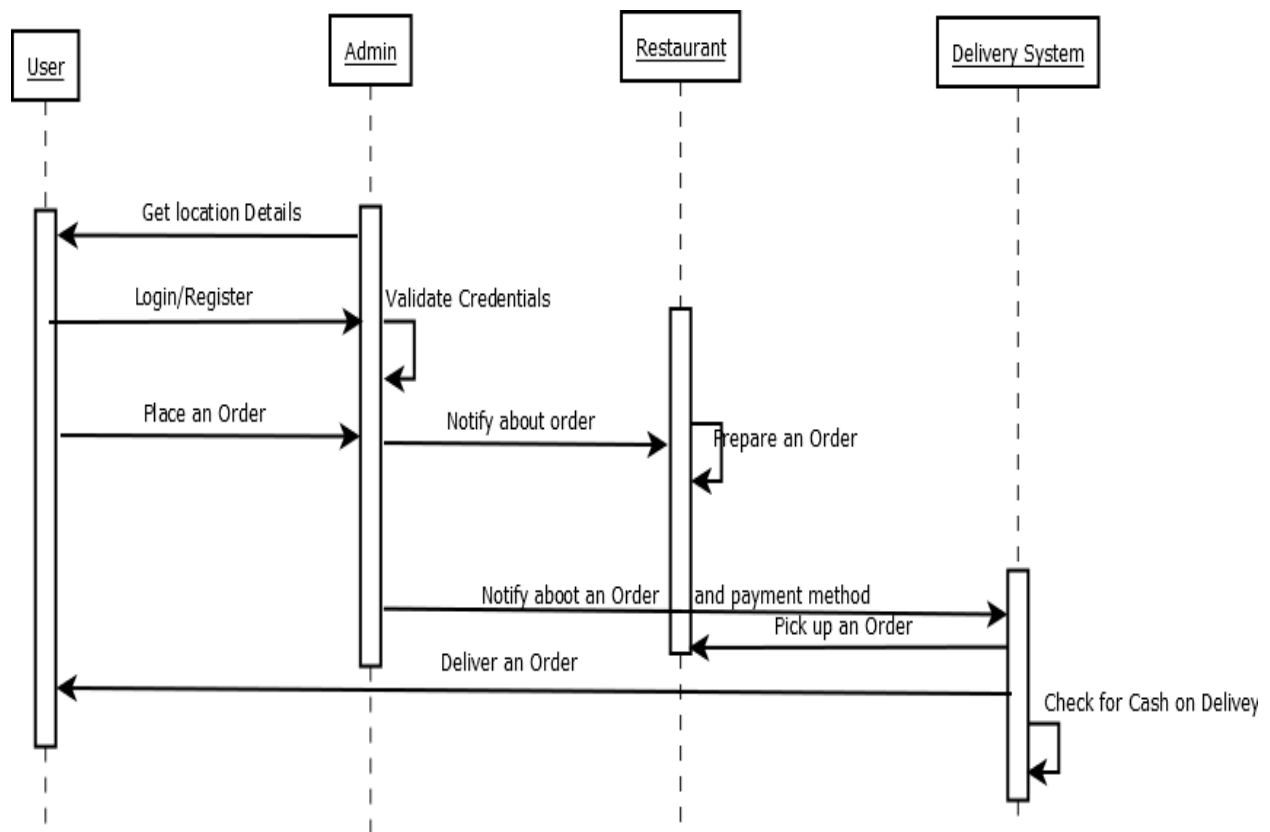 User
Admin
Restaurant
Delivery System
Get location Details
Login/Register
Validate Credentials
Place an Order
Notify about order
Prepare an Order
Notify aboot an Order and payment method
Pick up an Order
Deliver an Order
Check for Cash on Delivey